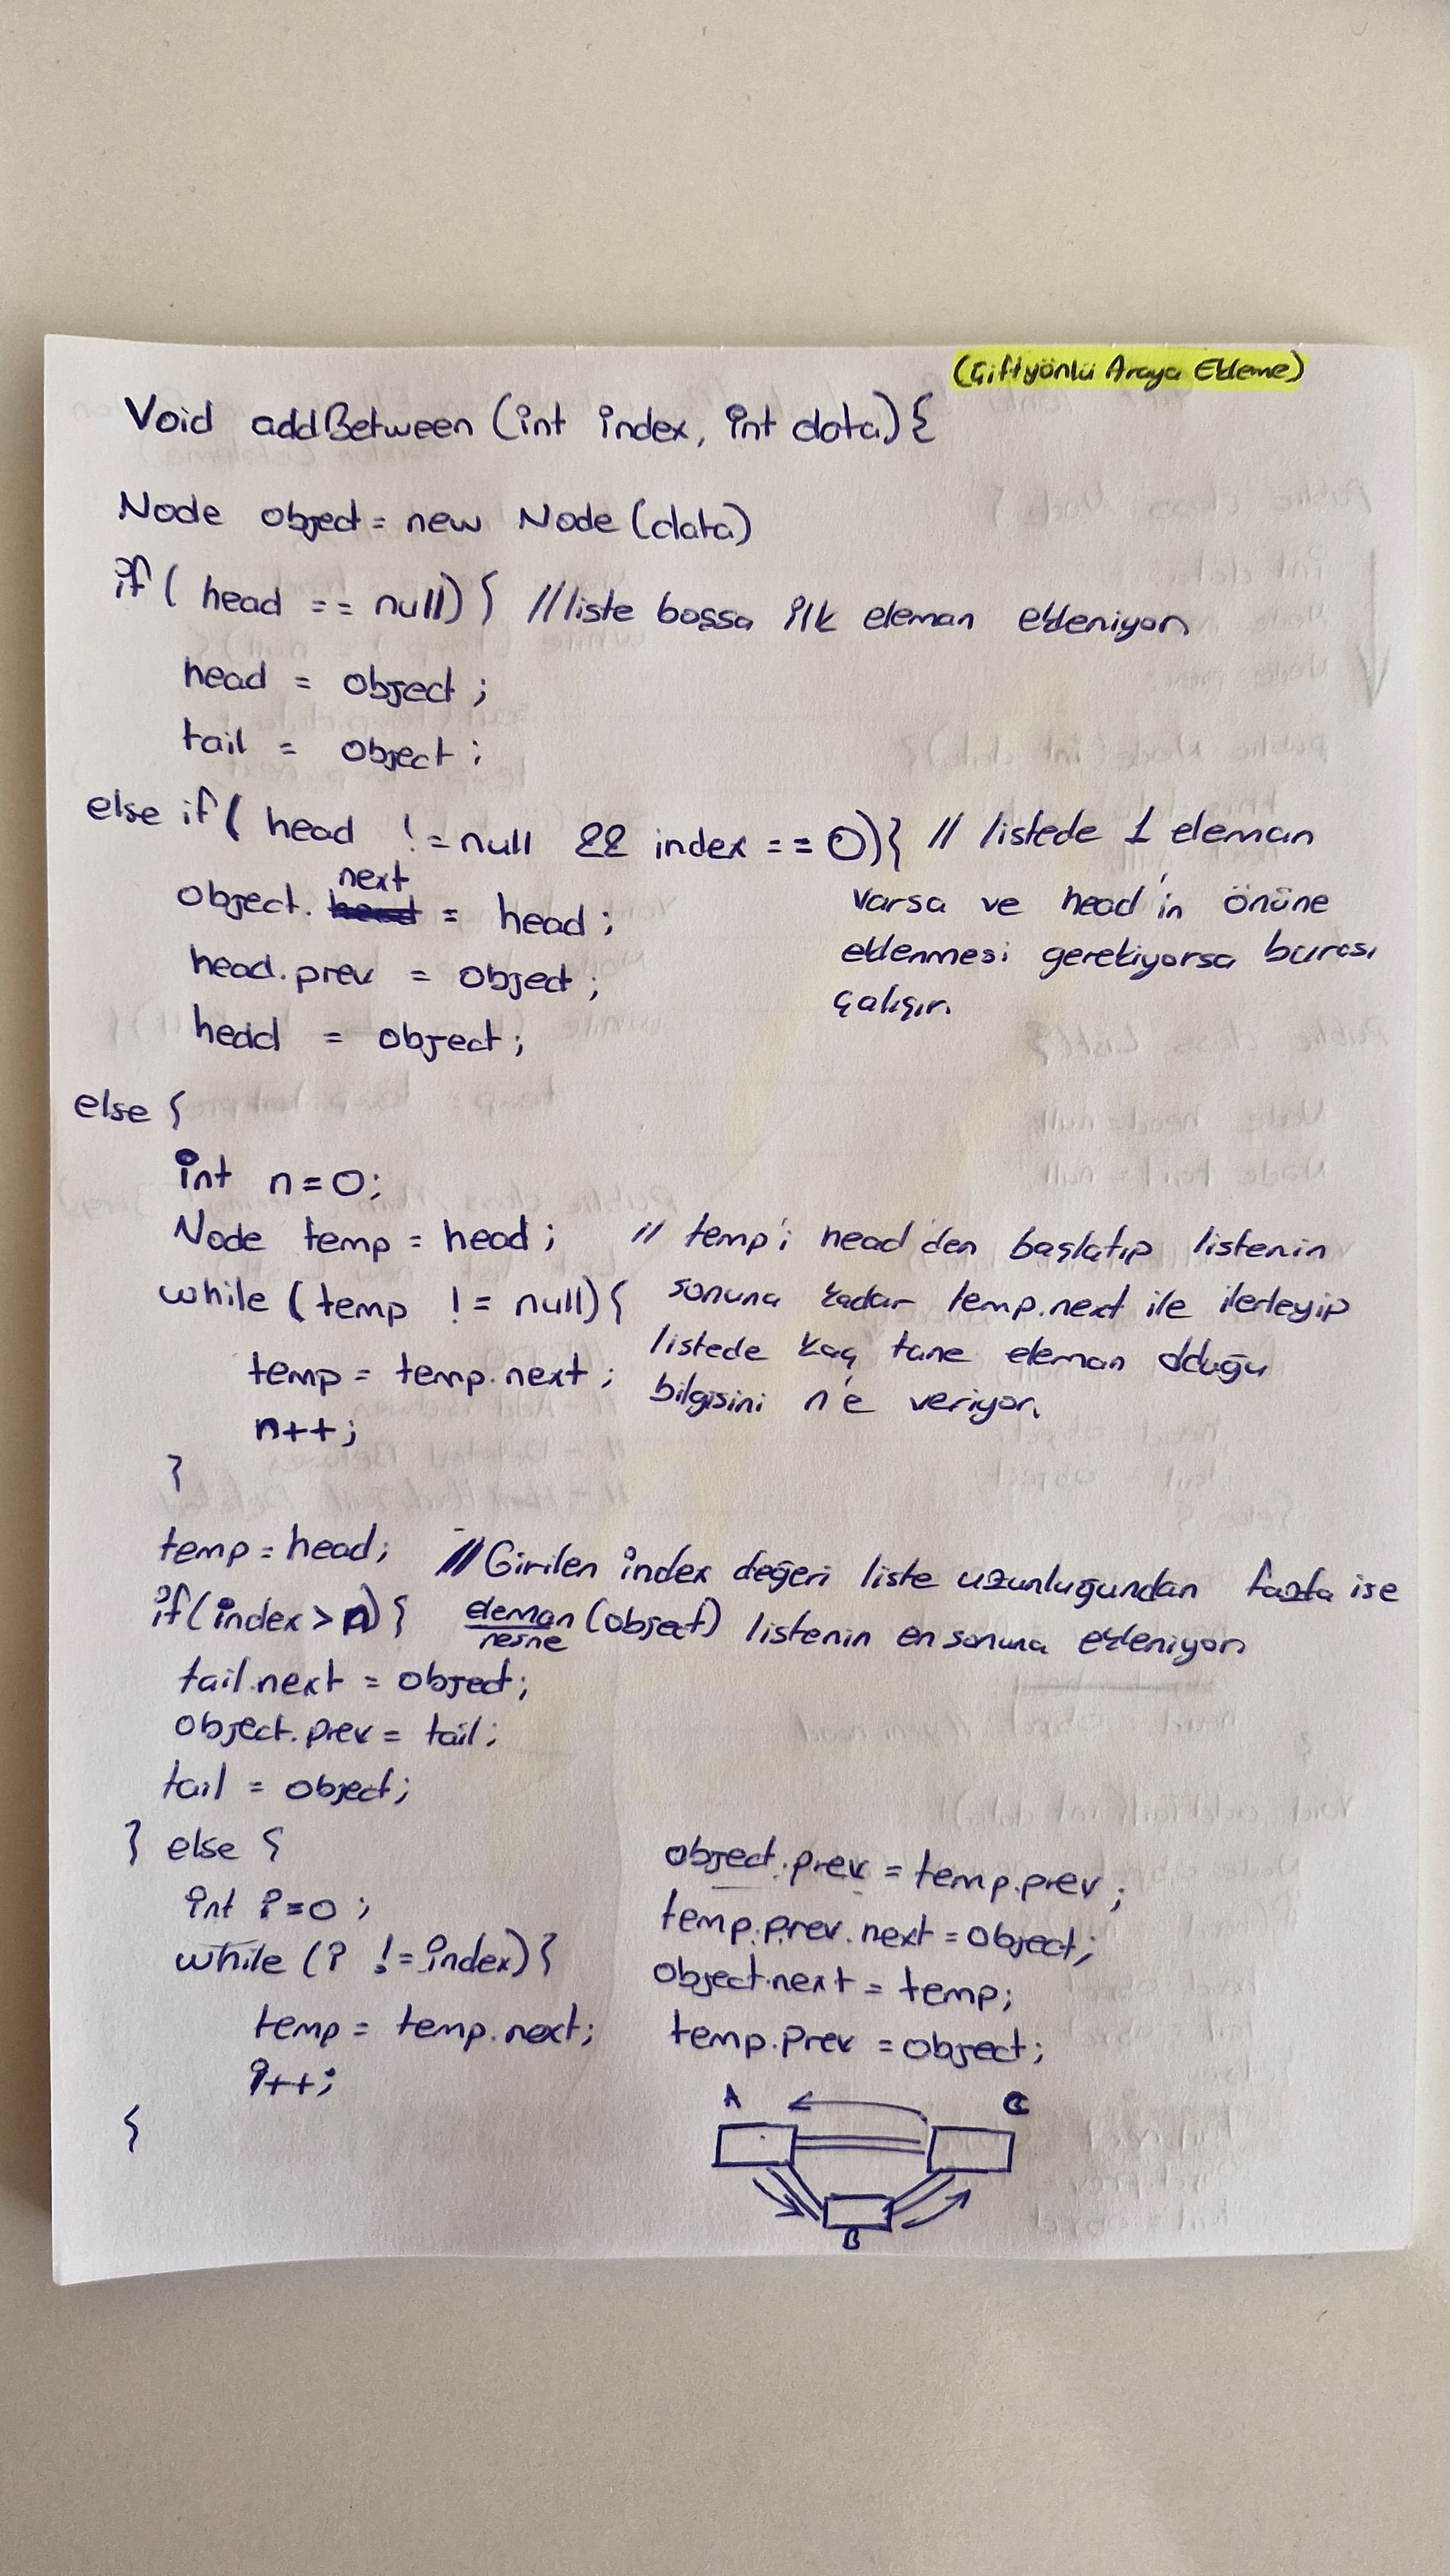 (Çiftyönlü Araya Ekleme)
Void addBetween (int index, int data) {
Node object = new Node (data)
if ( head == null) { //liste boşsa ilk eleman ekleniyor
head = object ;
tail = object ;
else if ( head != null && index == 0) { // listede 1 eleman
varsa ve head'in önüne
eklenmesi gerekiyorsa burası
çalışır.
object. next = head ;
head.prev = object ;
head = object ;
else {
int n = 0;
Node temp = head ; // temp'i head'den başlatıp listenin
while ( temp != null) { sonuna kadar temp.next ile ilerleyip
temp = temp.next ; listede kaç tane eleman olduğu
n++ ; bilgisini n'e veriyor.
}
temp = head; //Girilen index değeri liste uzunluğundan fazla ise
if (index > n) { eleman (object) listenin en sonuna ekleniyor
nesne
tail.next = object;
object.prev = tail;
tail = object;
} else {
int i = 0 ;
while (i != index) {
temp = temp.next;
i++;
{
object.prev = temp.prev ;
temp.prev.next = object;
object.next = temp;
temp.prev = object;
A C
B